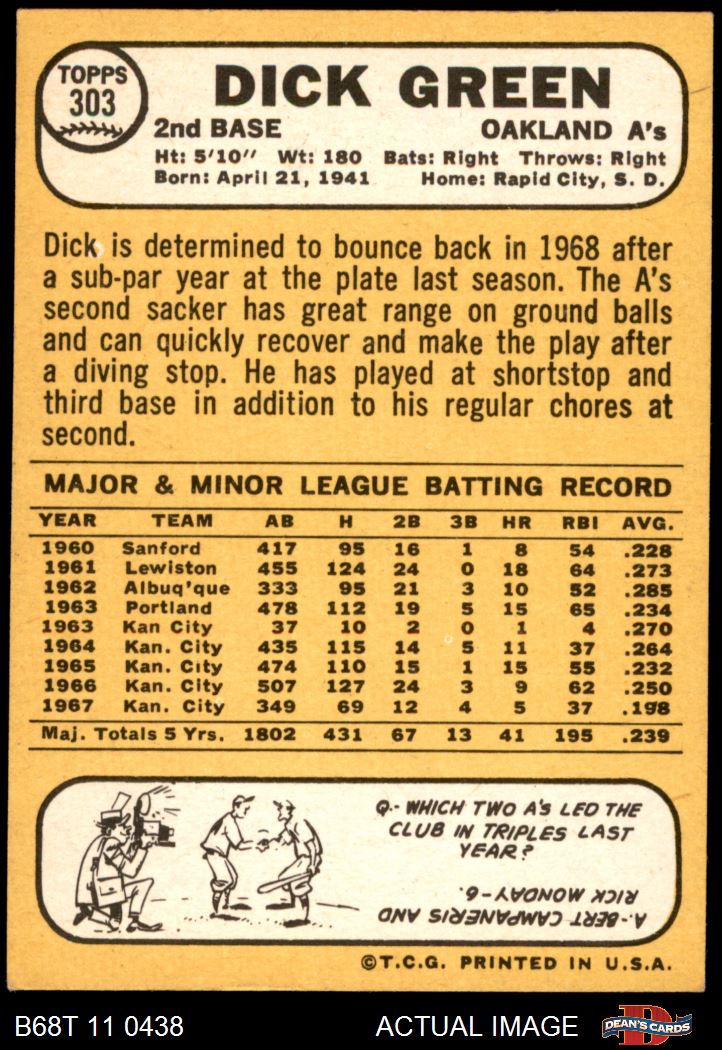 TOPPS
303
DICK GREEN
2nd BASE OAKLAND A's
Ht: 5'10" Wt: 180 Bats: Right Throws: Right
Born: April 21, 1941 Home: Rapid City, S. D.
Dick is determined to bounce back in 1968 after
a sub-par year at the plate last season. The A's
second sacker has great range on ground balls
and can quickly recover and make the play after
a diving stop. He has played at shortstop and
third base in addition to his regular chores at
second.
MAJOR & MINOR LEAGUE BATTING RECORD
YEAR TEAM AB H 2B 3B HR RBI AVG.
1960 Sanford 417 95 16 1 8 54 .228
1961 Lewiston 455 124 24 0 18 64 .273
1962 Albuq'que 333 95 21 3 10 52 .285
1963 Portland 478 112 19 5 15 65 .234
1963 Kan City 37 10 2 0 1 4 .270
1964 Kan. City 435 115 14 5 11 37 .264
1965 Kan. City 474 110 15 1 15 55 .232
1966 Kan. City 507 127 24 3 9 62 .250
1967 Kan. City 349 69 12 4 5 37 .198
Maj. Totals 5 Yrs. 1802 431 67 13 41 195 .239
Q-- WHICH TWO A'S LED THE
CLUB IN TRIPLES LAST
YEAR?
A-BERT CAMPANERIS AND
RICK MONDAY-6.
©T.C.G. PRINTED IN U.S.A.
B68T 11 0438 ACTUAL IMAGE
D
DEAN'S CARDS